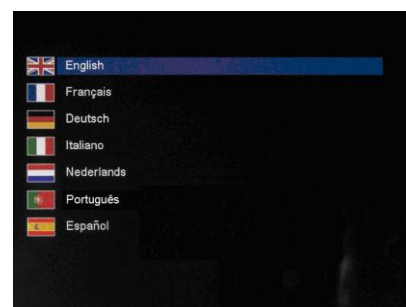 English
Français
Deutsch
Italiano
Nederlands
Português
Español